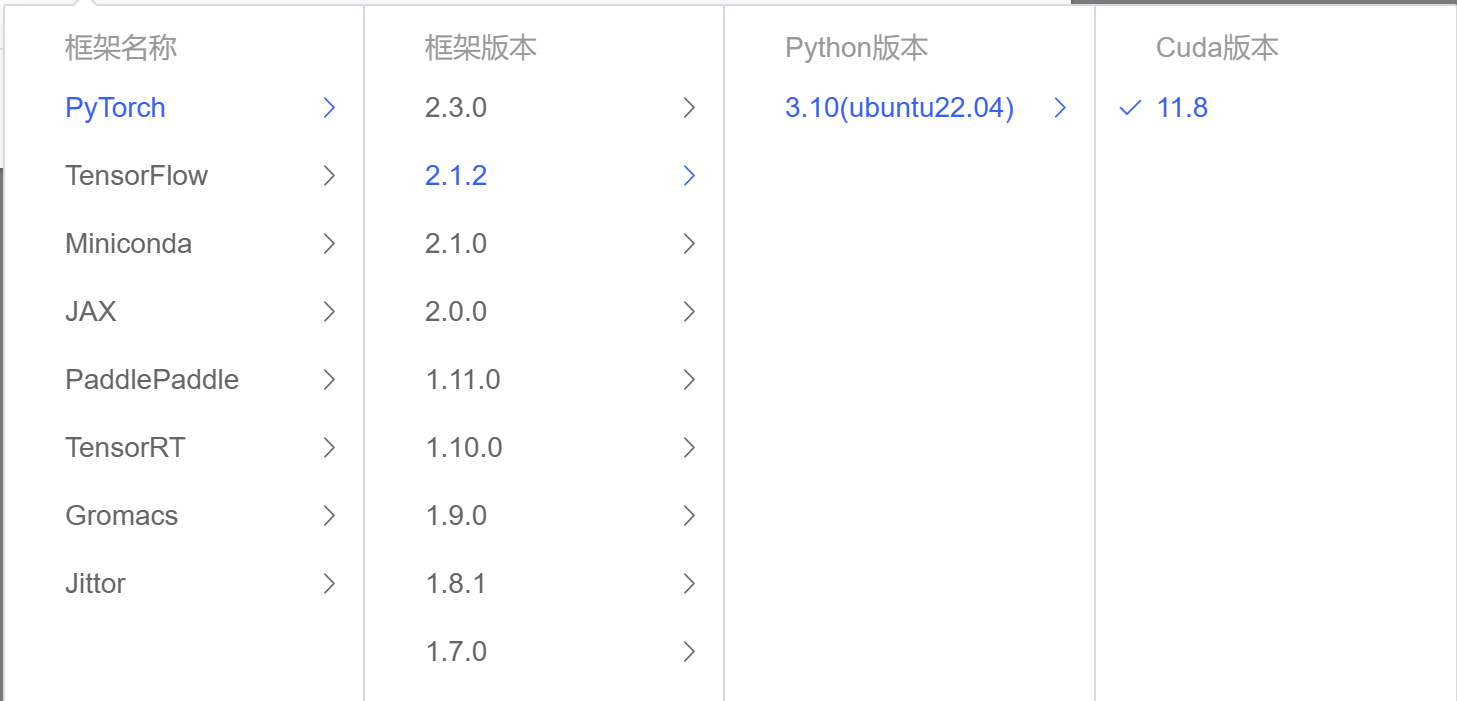 框架名称
PyTorch
TensorFlow
Miniconda
JAX
PaddlePaddle
TensorRT
Gromacs
Jittor
框架版本
2.3.0
2.1.2
2.1.0
2.0.0
1.11.0
1.10.0
1.9.0
1.8.1
1.7.0
Python版本
3.10(ubuntu22.04)
Cuda版本
11.8